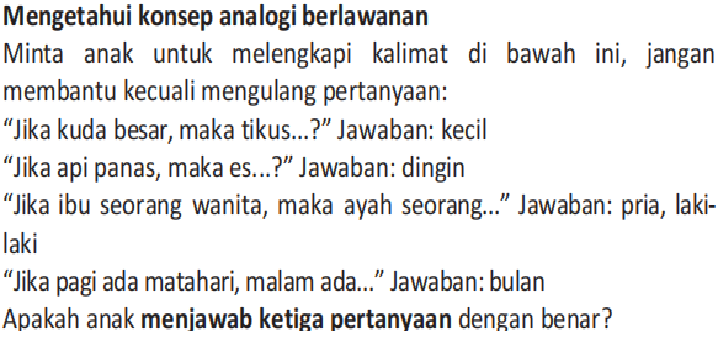 Mengetahui konsep analogi berlawanan
Minta anak untuk melengkapi kalimat di bawah ini, jangan
membantu kecuali mengulang pertanyaan:
“Jika kuda besar, maka tikus...?” Jawaban: kecil
“Jika api panas, maka es...?” Jawaban: dingin
“Jika ibu seorang wanita, maka ayah seorang...” Jawaban: pria, laki-
laki
“Jika pagi ada matahari, malam ada...” Jawaban: bulan
Apakah anak menjawab ketiga pertanyaan dengan benar?